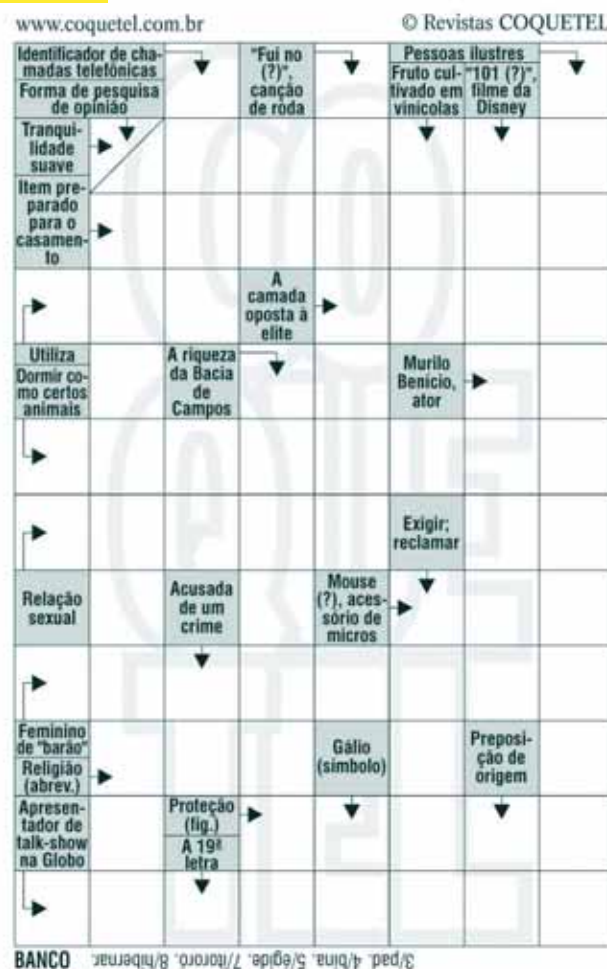 www.coquetel.com.br
© Revistas COQUETEL
Identificador de cha-
madas telefônicas
Forma de pesquisa
de opinião
"Fui no
(?)",
canção
de roda
Pessoas ilustres
Fruto cul-
tivado em
vinícolas
"101 (?)",
filme da
Disney
Tranqui-
lidade
suave
Item pre-
parado
para o
casamen-
to
A
camada
oposta à
elite
Utiliza
Dormir co-
mo certos
animais
A riqueza
da Bacia
de
Campos
Murilo
Benício,
ator
Exigir;
reclamar
Relação
sexual
Acusada
de um
crime
Mouse
(?), aces-
sório de
micros
Feminino
de "barão"
Religião
(abrev.)
Gálio
(símbolo)
Preposi-
ção de
origem
Apresen-
tador de
talk-show
na Globo
Proteção
(fig.)
A 19ª
letra
BANCO
3/pad. 4/bina. 5/égide. 7/itororó. 8/hibernar.